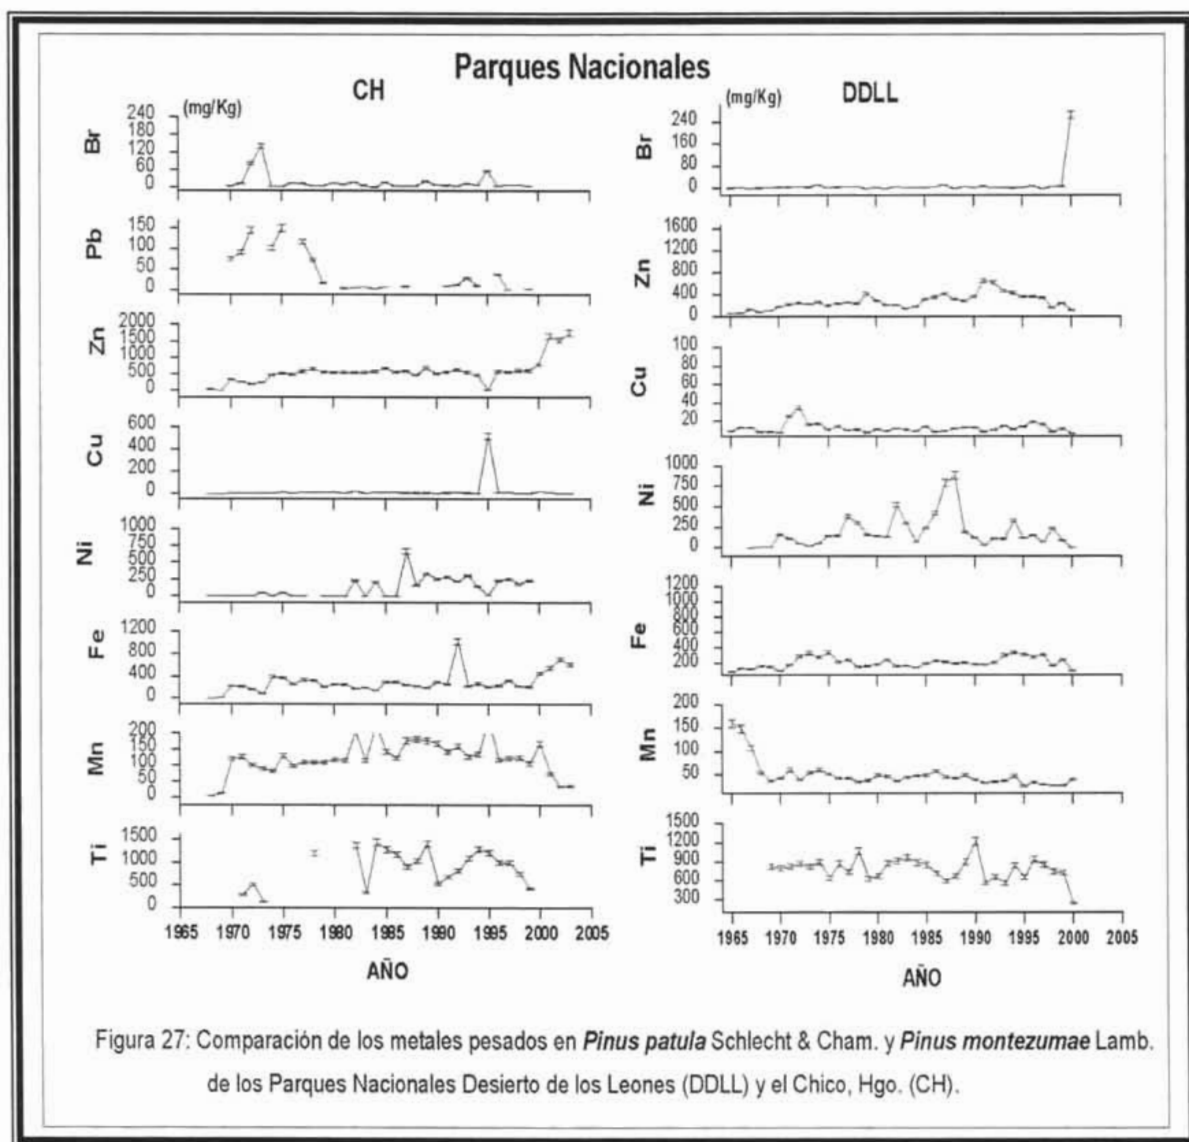 Parques Nacionales
CH
(mg/Kg)
Br
240
180
120
60
0
Pb
150
100
50
0
Zn
2000
1500
1000
500
0
Cu
600
400
200
0
Ni
1000
750
500
250
0
Fe
1200
800
400
0
Mn
200
150
100
50
0
Ti
1500
1000
500
0
1965 1970 1975 1980 1985 1990 1995 2000 2005
AÑO
DDLL
(mg/Kg)
Br
240
160
80
0
Zn
1600
1200
800
400
0
Cu
100
80
60
40
20
Ni
1000
750
500
250
0
Fe
1200
1000
800
600
400
200
Mn
200
150
100
50
Ti
1500
1200
900
600
300
1965 1970 1975 1980 1985 1990 1995 2000 2005
AÑO
Figura 27: Comparación de los metales pesados en Pinus patula Schlecht & Cham. y Pinus montezumae Lamb.
de los Parques Nacionales Desierto de los Leones (DDLL) y el Chico, Hgo. (CH).